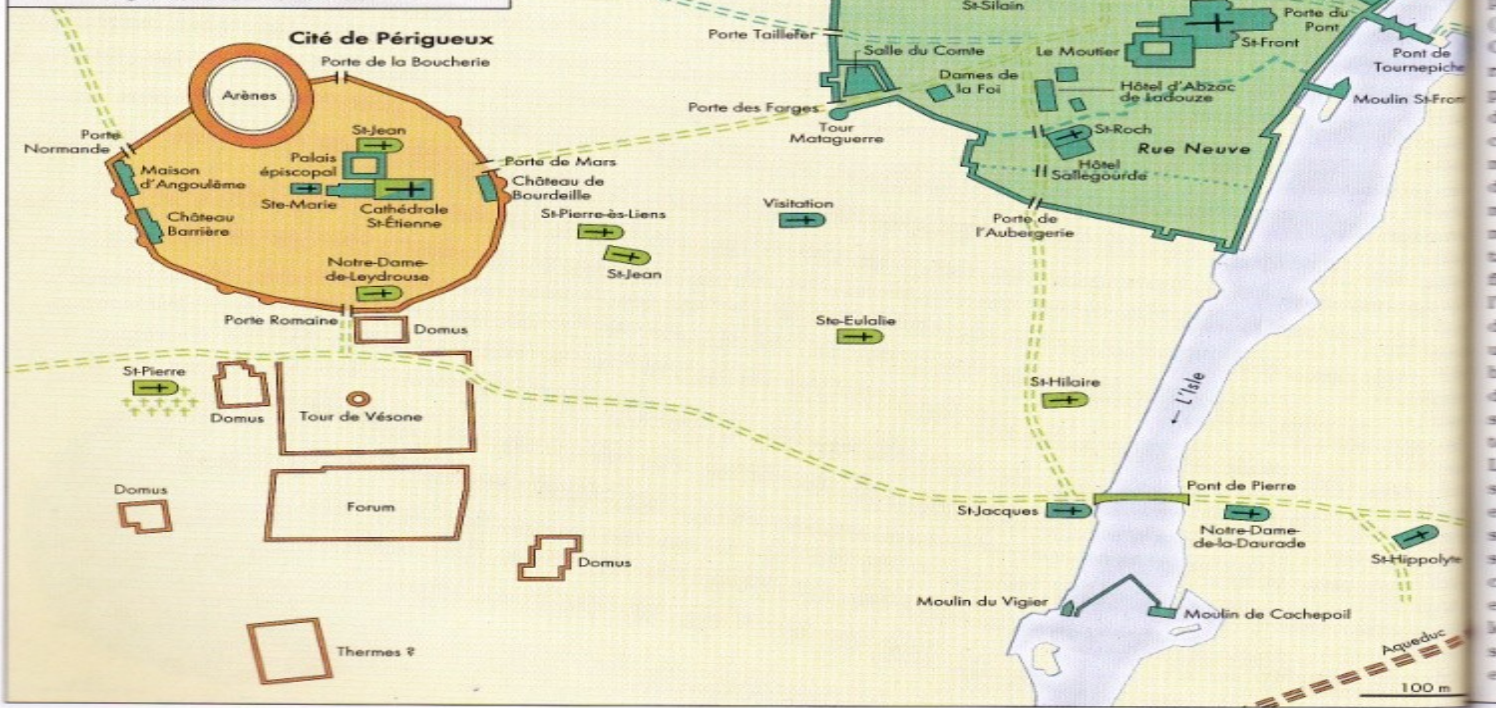 St-Silain
Porte du
Pont
Cité de Périgueux
Porte Taillefer
Salle du Comte
Le Moutier
St-Front
Pont de
Tournepiche
Porte de la Boucherie
Arènes
Dames de
la Foi
Hôtel d'Abzac
de Ladouze
Moulin St-Fron
Porte des Farges
Tour
Mataguerre
St-Roch
Rue Neuve
Porte
Normande
St-Jean
Palais
épiscopal
Porte de Mars
Maison
d'Angoulême
Château de
Bourdeille
Hôtel
Sallegourde
Ste-Marie
Cathédrale
St-Étienne
Château
Barrière
St-Pierre-ès-Liens
Visitation
Porte de
l'Aubergerie
St-Jean
Notre-Dame-
de-Leydrouse
Porte Romaine
Domus
Ste-Eulalie
St-Pierre
Domus
Tour de Vésone
St-Hilaire
← L'Isle
Domus
Forum
Pont de Pierre
St-Jacques
Notre-Dame-
de-la-Daurade
St-Hippolyte
Domus
Moulin du Vigier
Moulin de Cachepoil
Thermes ?
Aqueduc
100 m